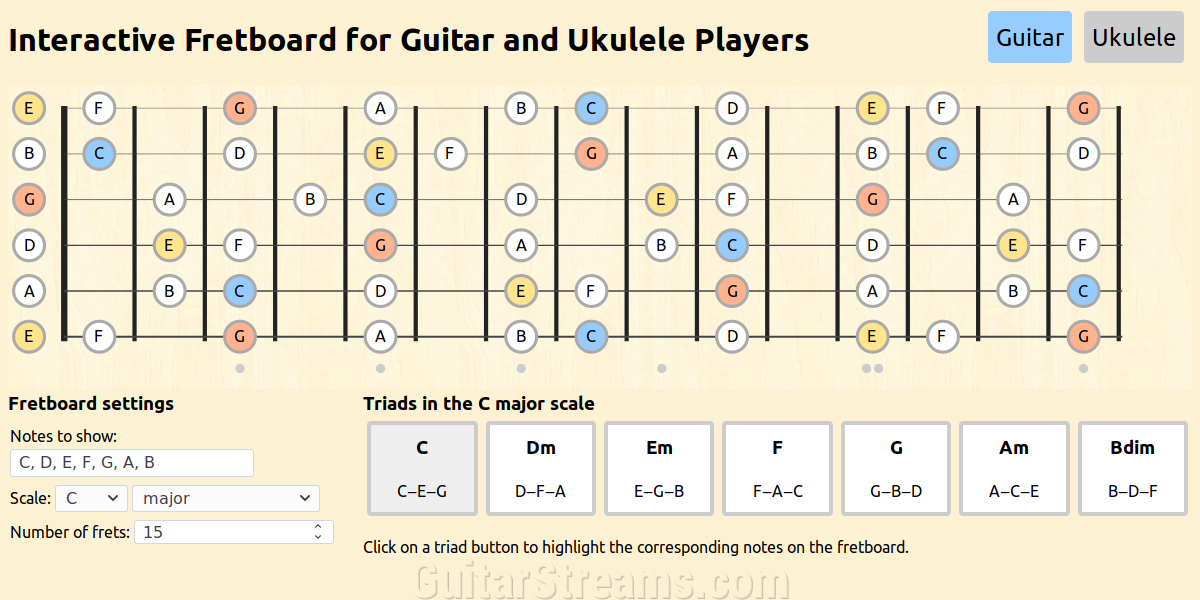 Interactive Fretboard for Guitar and Ukulele Players
Guitar Ukulele
E F G A B C D E F G
B C D E F G A B C D
G A B C D E F G A
D E F G A B C D E F
A B C D E F G A B C
E F G A B C D E F G
Fretboard settings
Notes to show:
C, D, E, F, G, A, B
Scale: C major
Number of frets: 15
Triads in the C major scale
C Dm Em F G Am Bdim
C–E–G D–F–A E–G–B F–A–C G–B–D A–C–E B–D–F
Click on a triad button to highlight the corresponding notes on the fretboard.
GuitarStreams.com